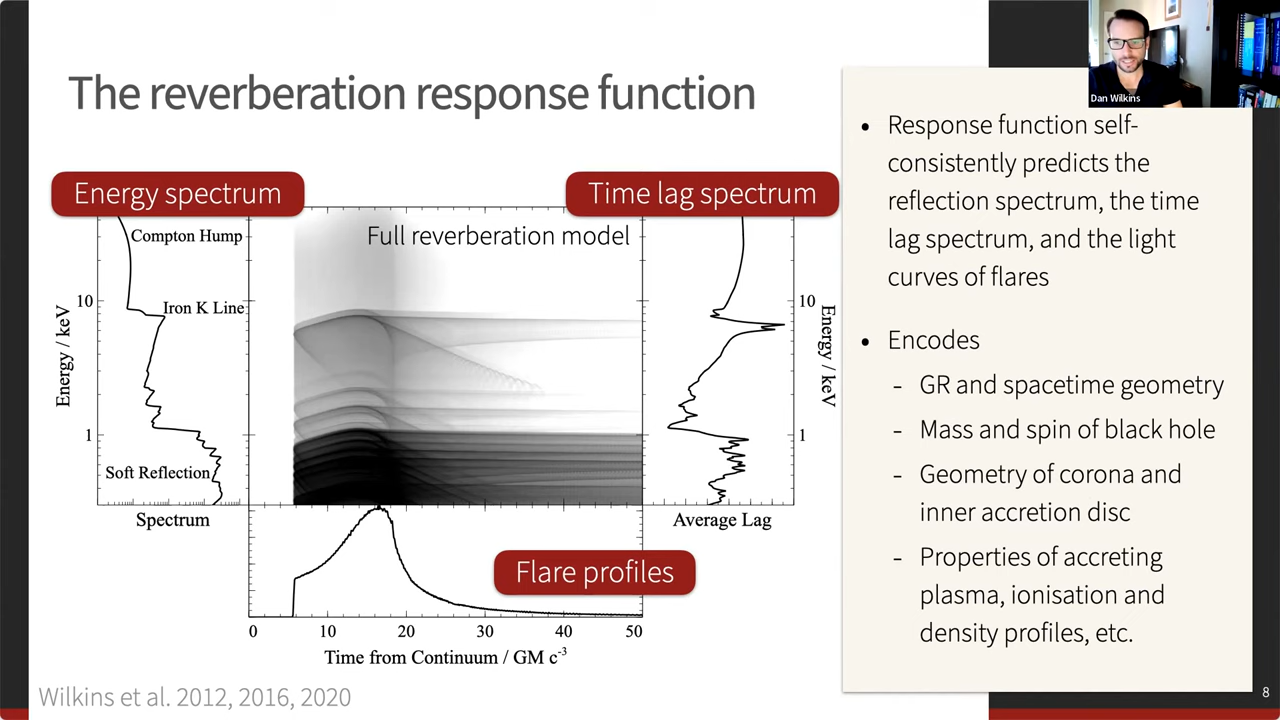 The reverberation response function
Dan Wilkins
Energy spectrum
Time lag spectrum
Compton Hump
Full reverberation model
10
Iron K Line
10
Energy / keV
Energy / keV
1
1
Soft Reflection
Spectrum
Average Lag
Flare profiles
0
10
20
30
40
50
Time from Continuum / GM c⁻³
Wilkins et al. 2012, 2016, 2020
• Response function self-
consistently predicts the
reflection spectrum, the time
lag spectrum, and the light
curves of flares
• Encodes
- GR and spacetime geometry
- Mass and spin of black hole
- Geometry of corona and
inner accretion disc
- Properties of accreting
plasma, ionisation and
density profiles, etc.
8